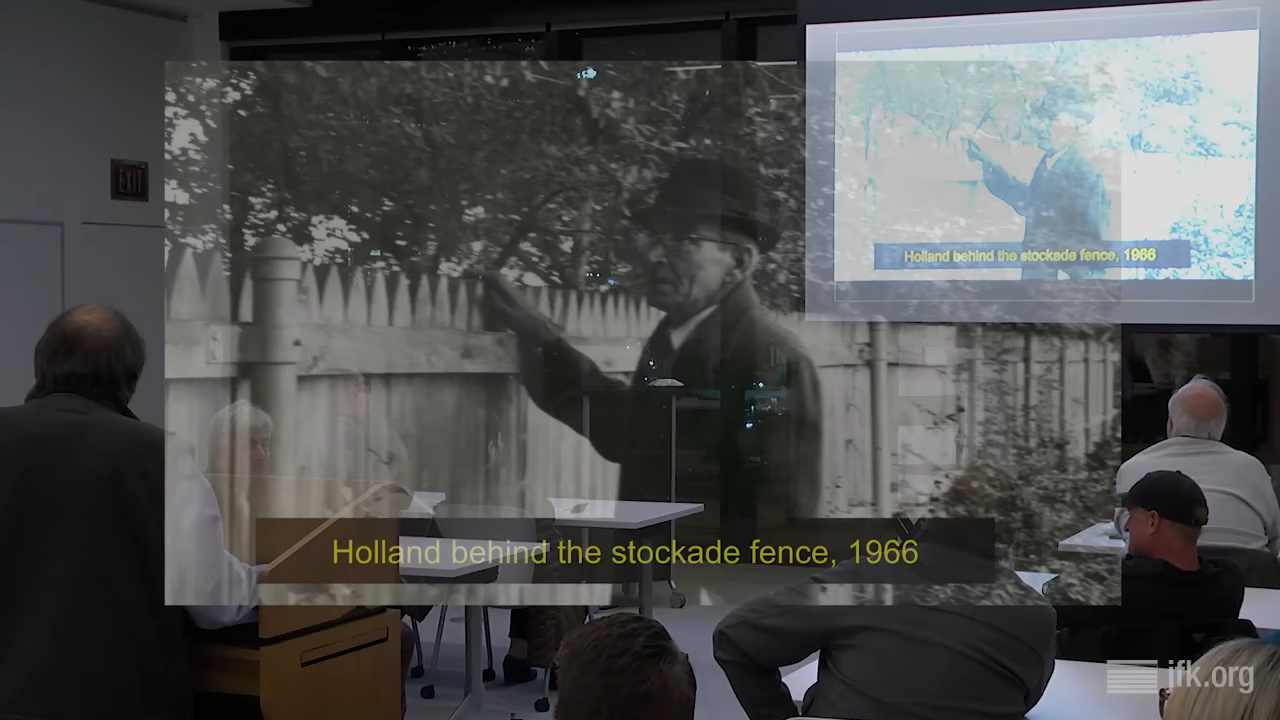 EXIT
Holland behind the stockade fence, 1966
Holland behind the stockade fence, 1966
jfk.org